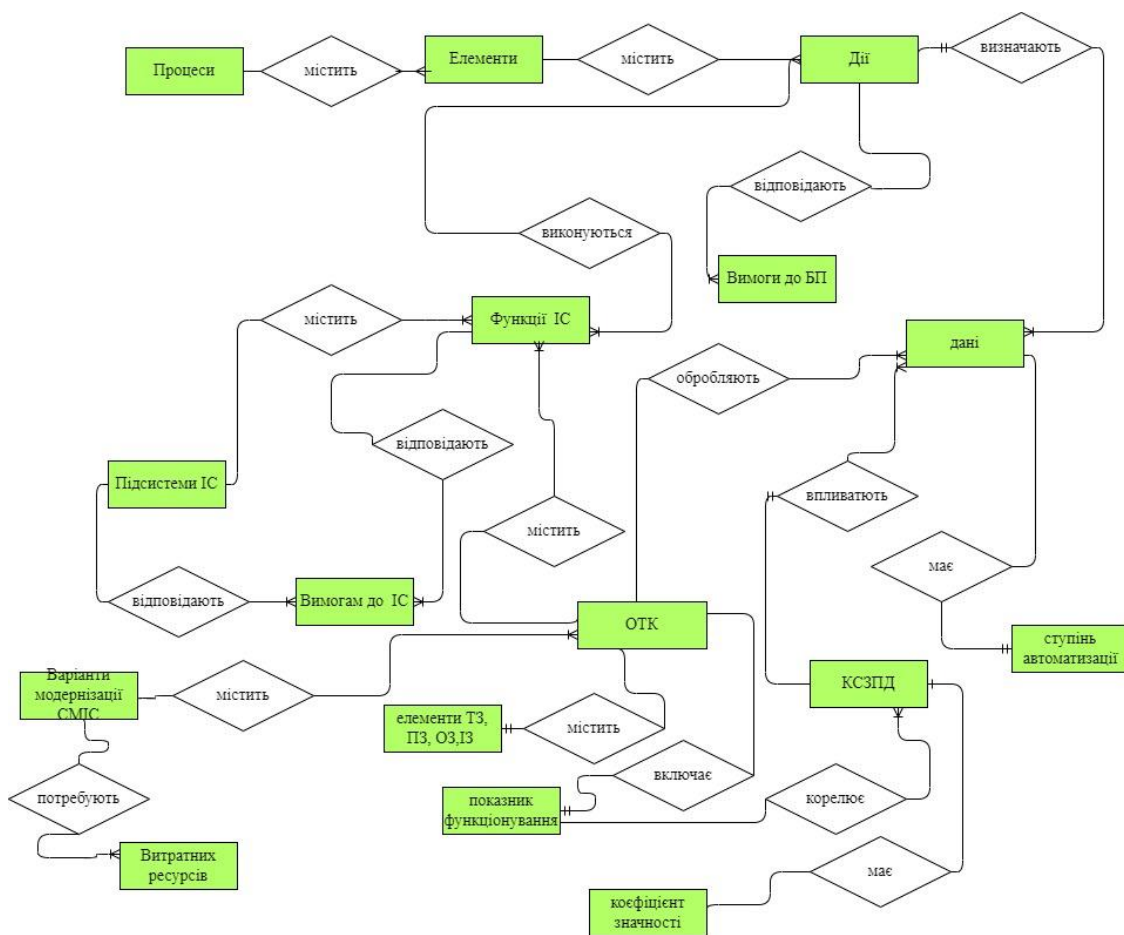 Процеси
містить
Елементи
містить
Дії
визначають
відповідають
виконуються
Вимоги до БП
містить
Функції ІС
дані
обробляють
відповідають
Підсистеми ІС
впливатють
містить
має
відповідають
Вимогам до ІС
ОТК
ступінь
автоматизації
Варіанти
модернізації
СМІС
містить
КСЗПД
елементи ТЗ,
ПЗ, ОЗ,ІЗ
містить
включає
потребують
показник
функціонування
корелює
Витратних
ресурсів
має
коефіцієнт
значності